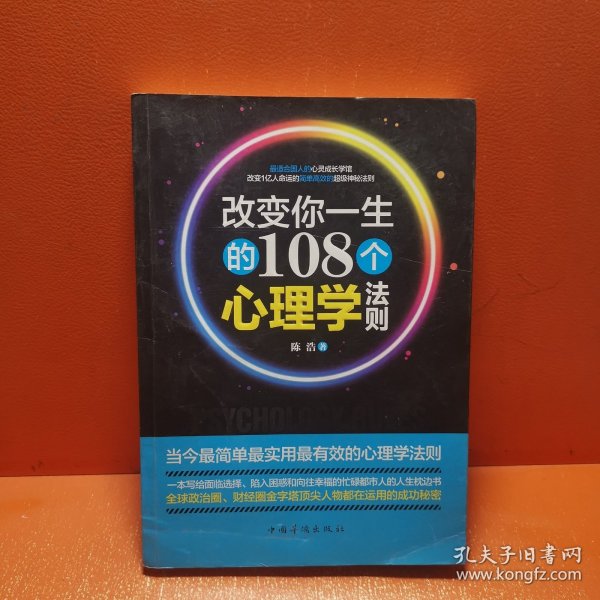 最适合国人的心灵成长学馆
改变1亿人命运的简单高效的超级神秘法则
改变你一生
的108个
心理学法则
陈浩 著
PSYCHOLOGY RULES
当今最简单最实用最有效的心理学法则
一本写给面临选择、陷入困惑和向往幸福的忙碌都市人的人生枕边书
全球政治圈、财经圈金字塔顶尖人物都在运用的成功秘密
中国华侨出版社
孔夫子旧书网
www.kongfz.com